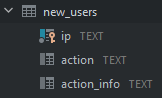 new_users
ip TEXT
action TEXT
action_info TEXT